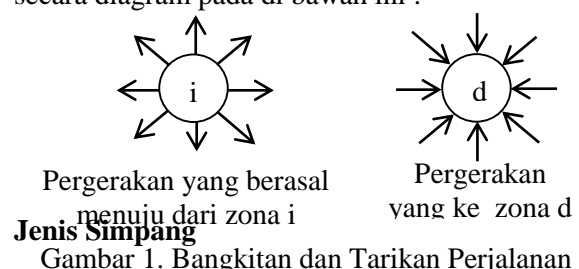 secara diagram pada di bawah ini :
i
d
Pergerakan yang berasal
menuju dari zona i
Pergerakan
yang ke zona d
Jenis Simpang
Gambar 1. Bangkitan dan Tarikan Perjalanan